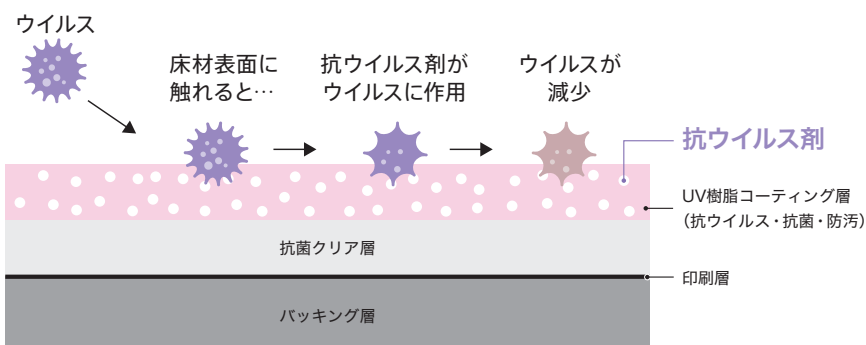 ウイルス
床材表面に
触れると…
抗ウイルス剤が
ウイルスに作用
ウイルスが
減少
抗ウイルス剤
UV樹脂コーティング層
（抗ウイルス・抗菌・防汚）
抗菌クリア層
印刷層
バッキング層